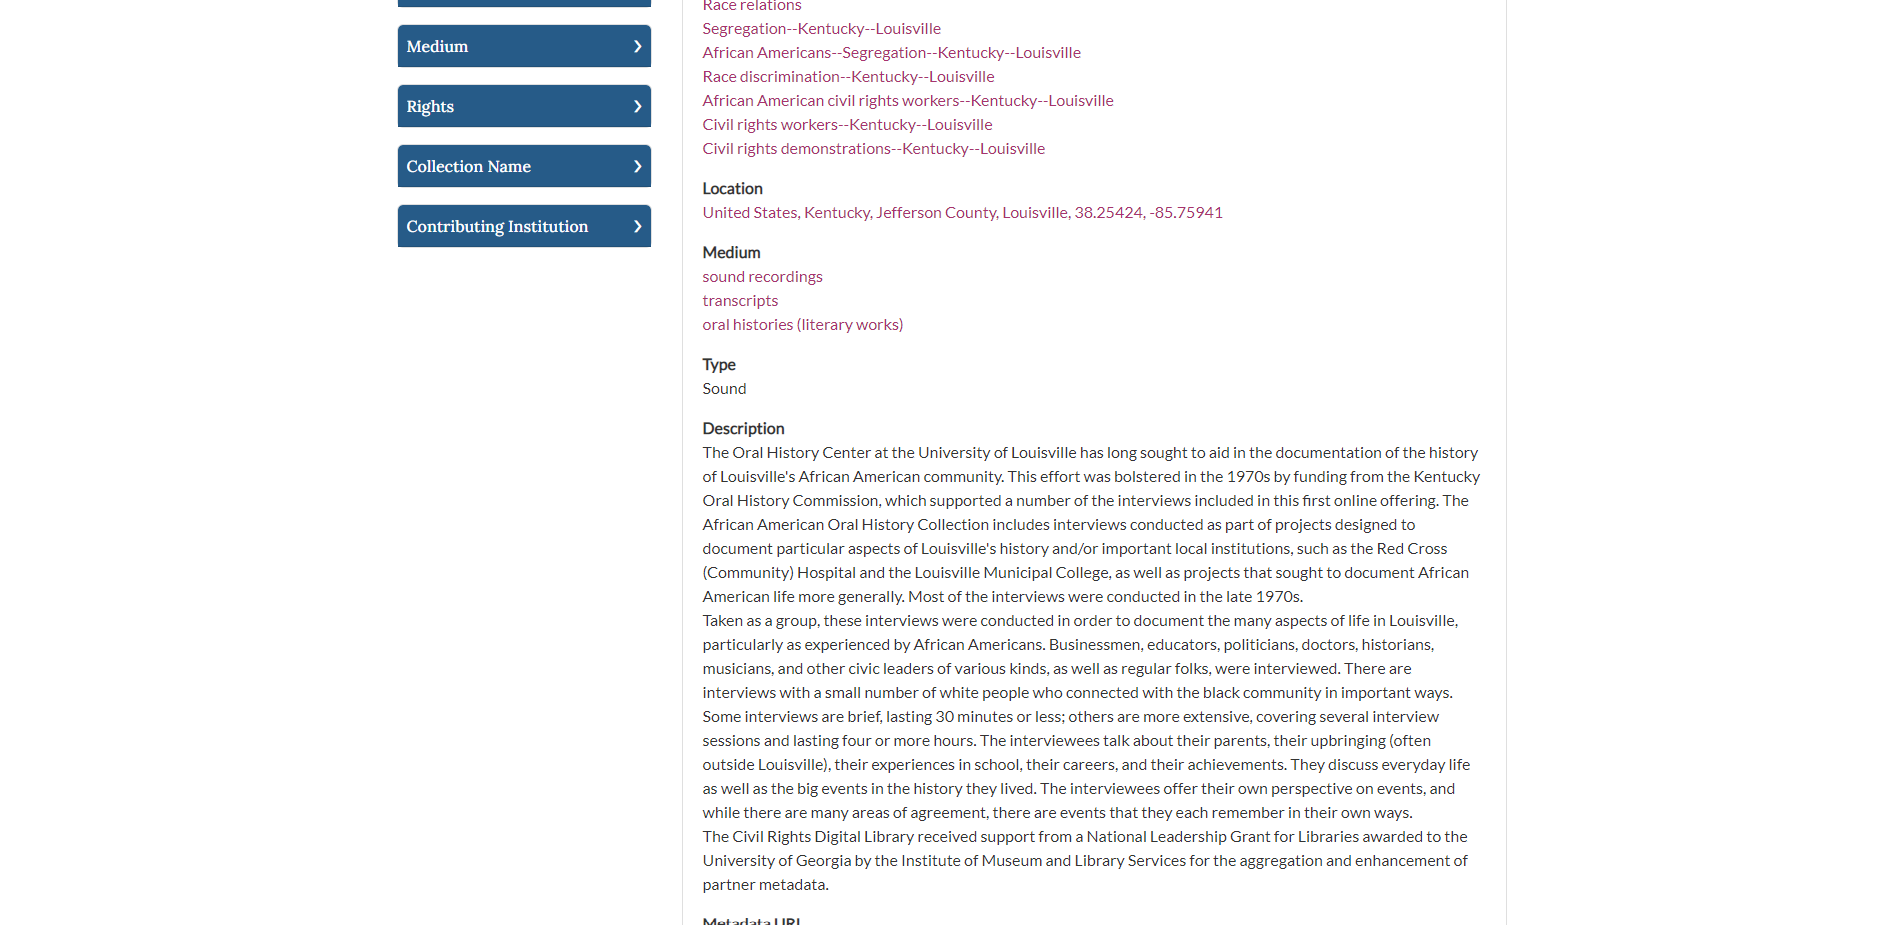 Medium
Rights
Collection Name
Contributing Institution
Race relations
Segregation--Kentucky--Louisville
African Americans--Segregation--Kentucky--Louisville
Race discrimination--Kentucky--Louisville
African American civil rights workers--Kentucky--Louisville
Civil rights workers--Kentucky--Louisville
Civil rights demonstrations--Kentucky--Louisville
Location
United States, Kentucky, Jefferson County, Louisville, 38.25424, -85.75941
Medium
sound recordings
transcripts
oral histories (literary works)
Type
Sound
Description
The Oral History Center at the University of Louisville has long sought to aid in the documentation of the history
of Louisville's African American community. This effort was bolstered in the 1970s by funding from the Kentucky
Oral History Commission, which supported a number of the interviews included in this first online offering. The
African American Oral History Collection includes interviews conducted as part of projects designed to
document particular aspects of Louisville's history and/or important local institutions, such as the Red Cross
(Community) Hospital and the Louisville Municipal College, as well as projects that sought to document African
American life more generally. Most of the interviews were conducted in the late 1970s.
Taken as a group, these interviews were conducted in order to document the many aspects of life in Louisville,
particularly as experienced by African Americans. Businessmen, educators, politicians, doctors, historians,
musicians, and other civic leaders of various kinds, as well as regular folks, were interviewed. There are
interviews with a small number of white people who connected with the black community in important ways.
Some interviews are brief, lasting 30 minutes or less; others are more extensive, covering several interview
sessions and lasting four or more hours. The interviewees talk about their parents, their upbringing (often
outside Louisville), their experiences in school, their careers, and their achievements. They discuss everyday life
as well as the big events in the history they lived. The interviewees offer their own perspective on events, and
while there are many areas of agreement, there are events that they each remember in their own ways.
The Civil Rights Digital Library received support from a National Leadership Grant for Libraries awarded to the
University of Georgia by the Institute of Museum and Library Services for the aggregation and enhancement of
partner metadata.
Metadata URL